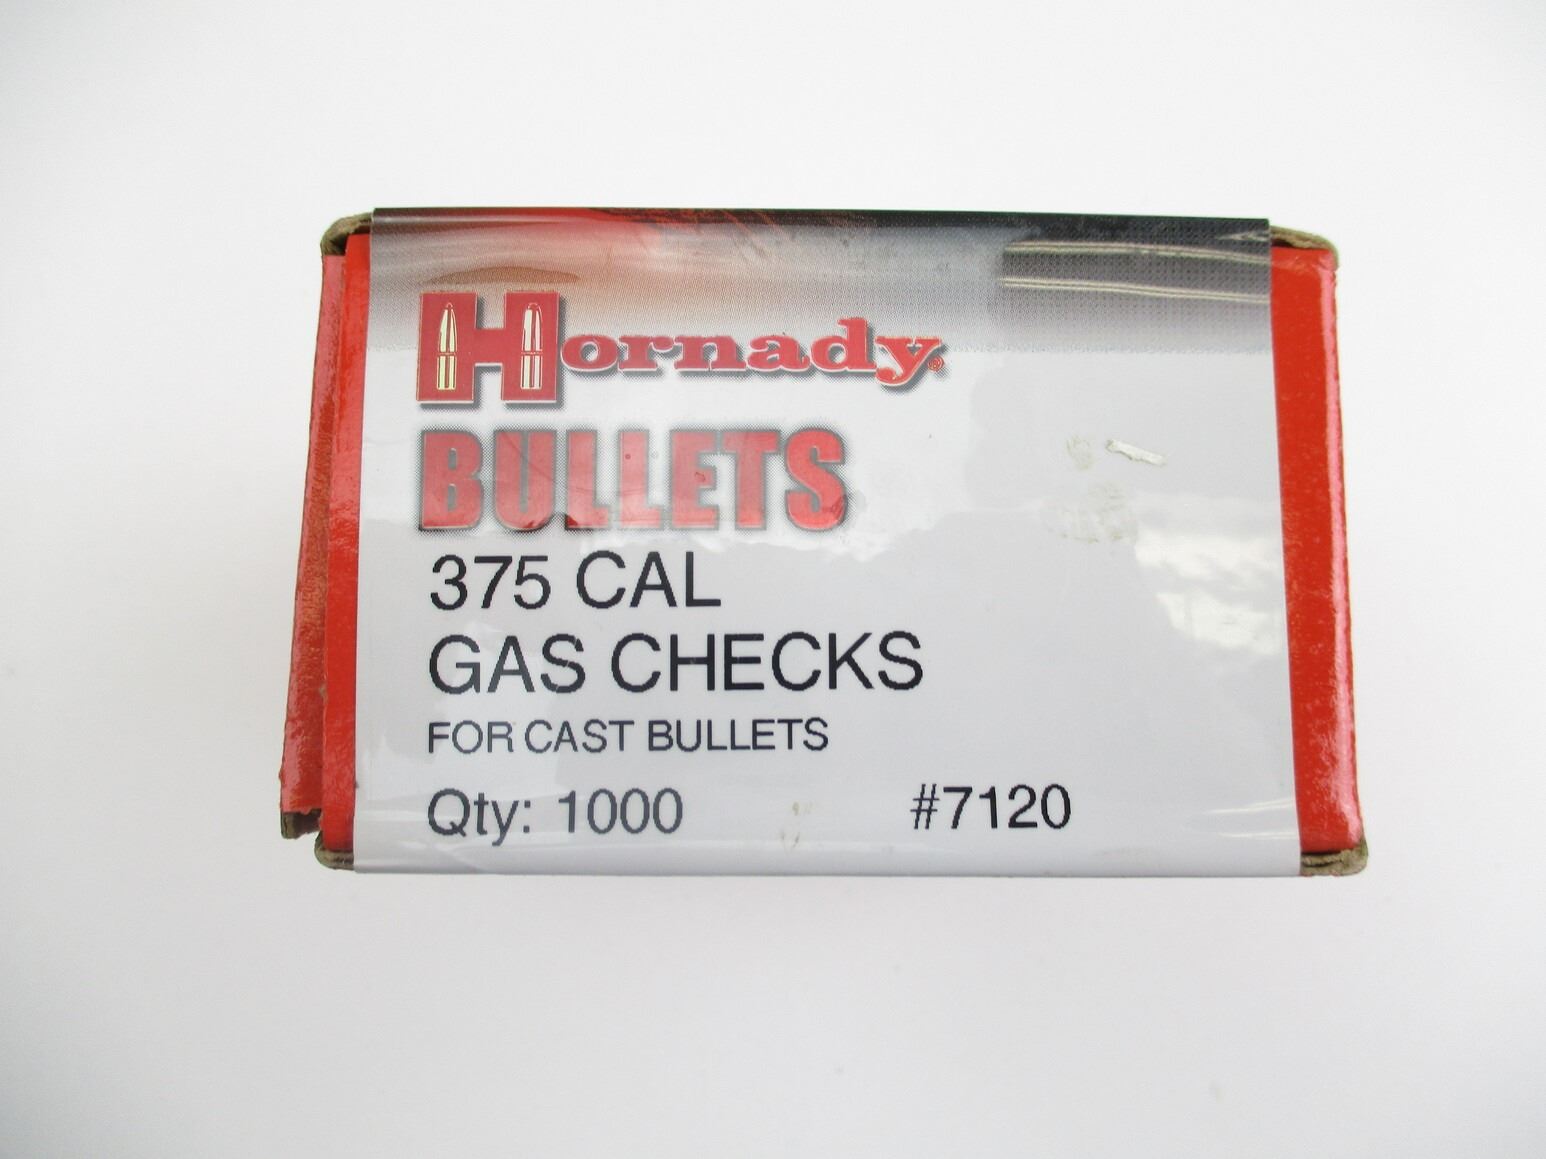 Hornady®
BULLETS
375 CAL
GAS CHECKS
FOR CAST BULLETS
Qty: 1000 #7120